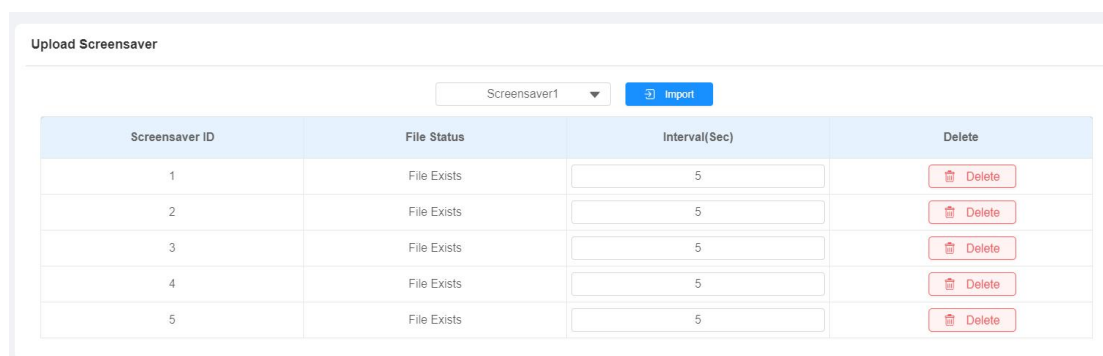 Upload Screensaver
Screensaver1 Import
Screensaver ID File Status Interval(Sec) Delete
1 File Exists 5 Delete
2 File Exists 5 Delete
3 File Exists 5 Delete
4 File Exists 5 Delete
5 File Exists 5 Delete